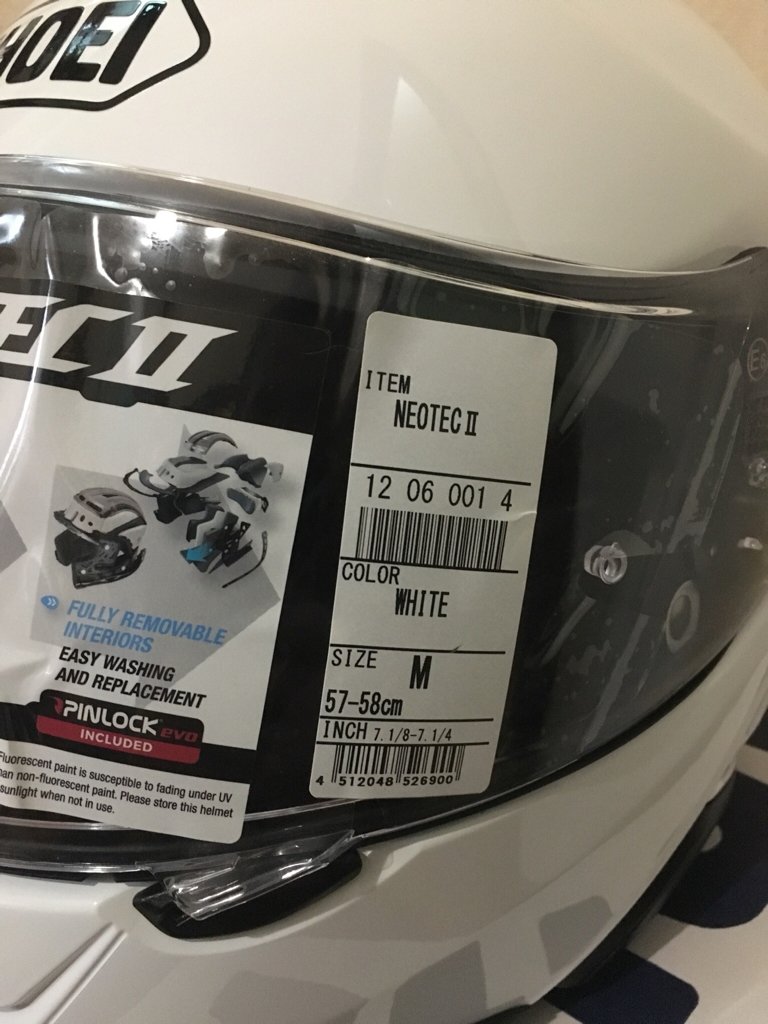 HOEI
EC II
FULLY REMOVABLE
INTERIORS
EASY WASHING
AND REPLACEMENT
PINLOCK evo
INCLUDED
Fluorescent paint is susceptible to fading under UV
an non-fluorescent paint. Please store this helmet
sunlight when not in use.
ITEM
NEOTEC II
12 06 001 4
COLOR
WHITE
SIZE
M
57-58cm
INCH 7.1/8-7.1/4
4 512048 526900